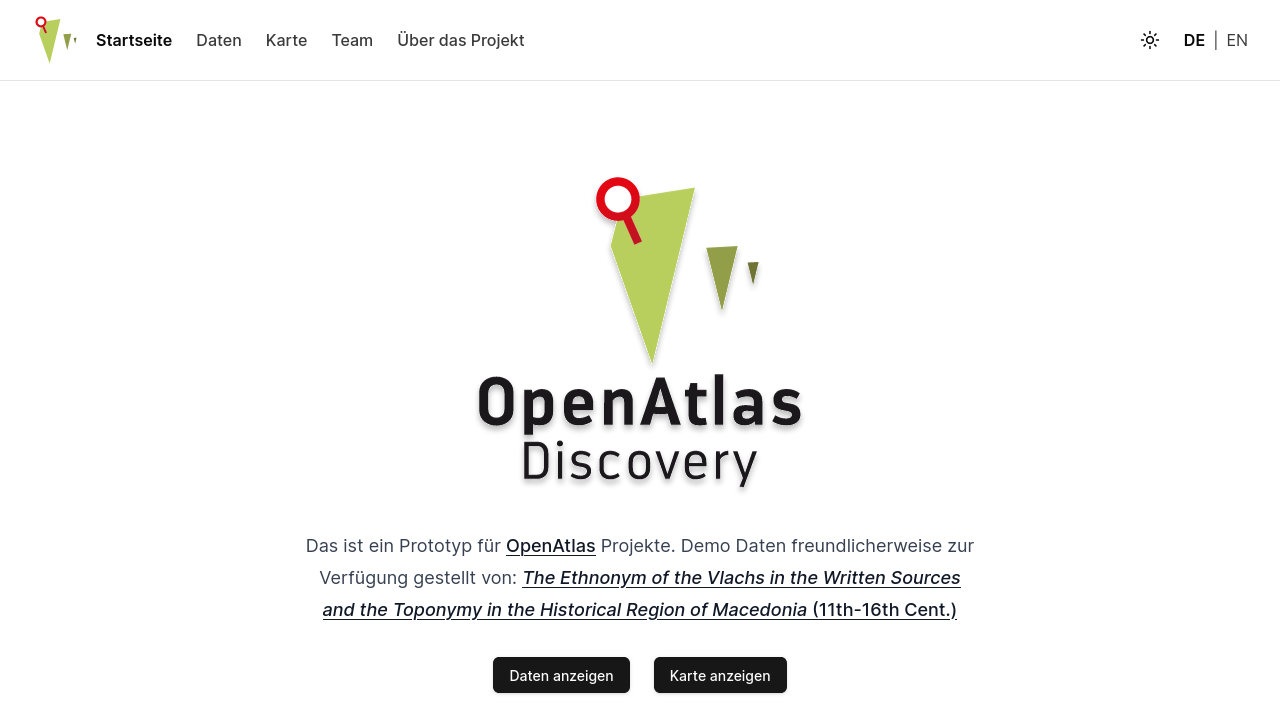 Startseite Daten Karte Team Über das Projekt DE | EN
OpenAtlas
Discovery
Das ist ein Prototyp für OpenAtlas Projekte. Demo Daten freundlicherweise zur
Verfügung gestellt von: The Ethnonym of the Vlachs in the Written Sources
and the Toponymy in the Historical Region of Macedonia (11th-16th Cent.)
Daten anzeigen Karte anzeigen